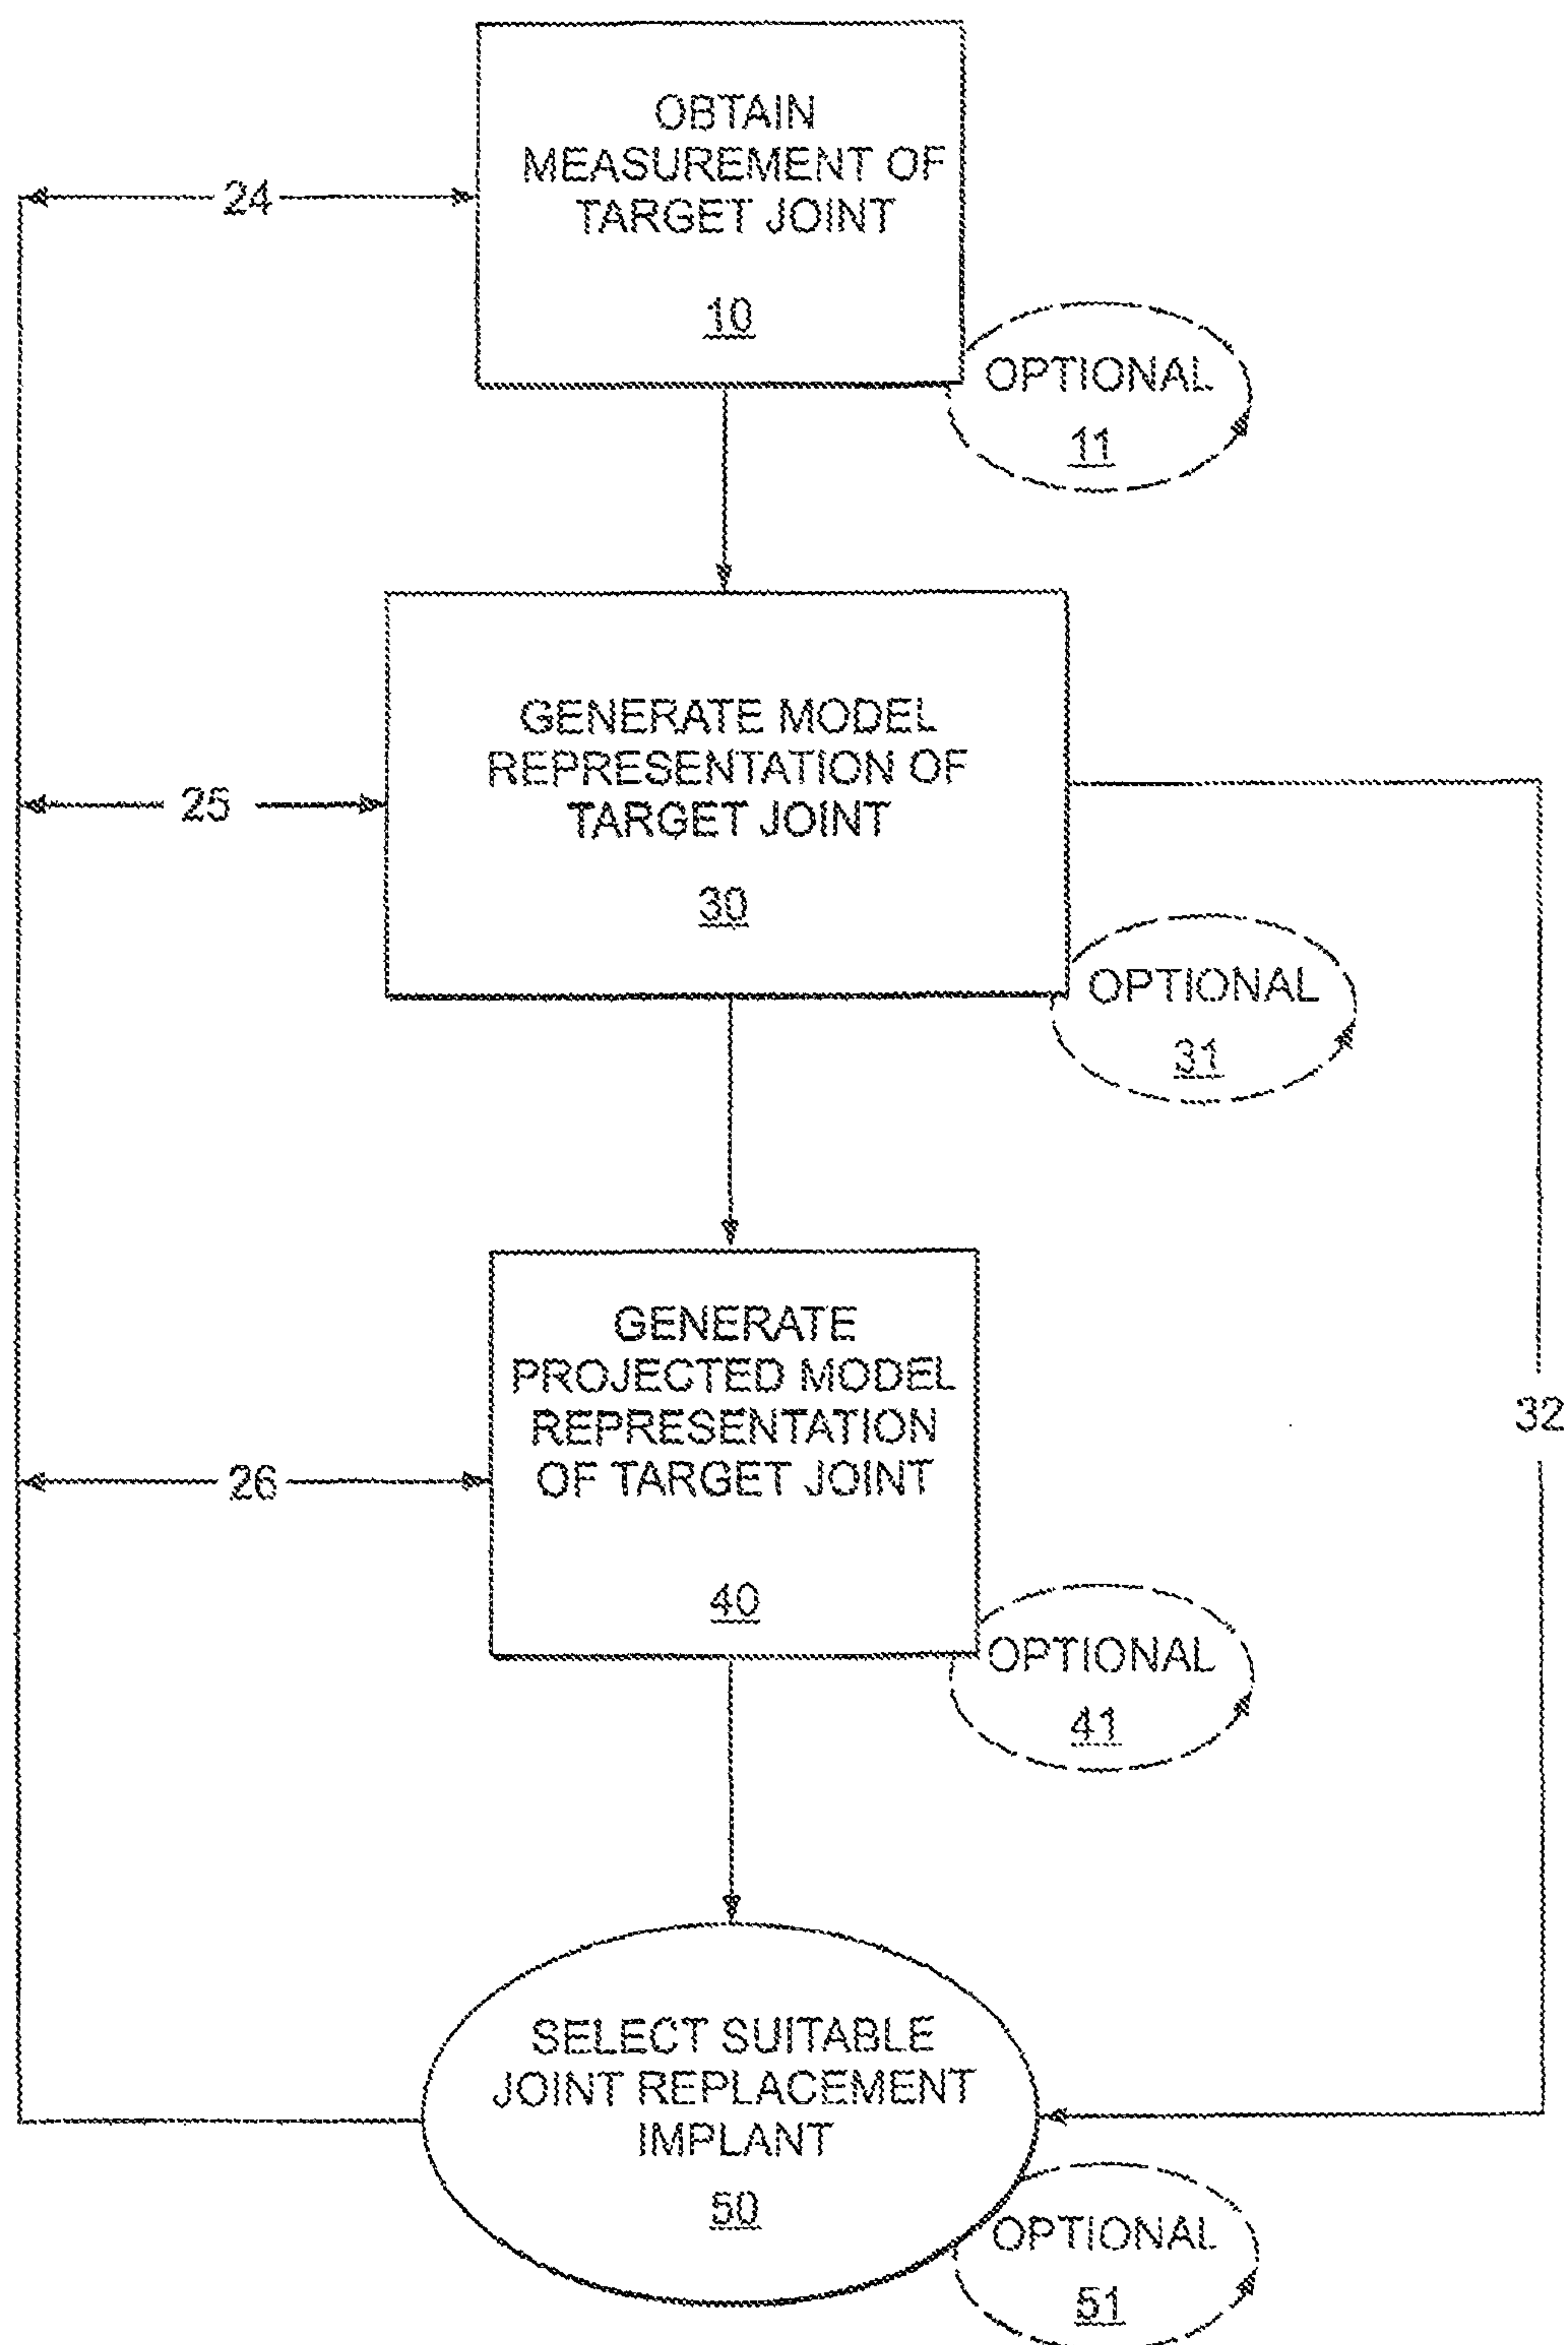 OBTAIN
MEASUREMENT OF
TARGET JOINT
10
24
OPTIONAL
11
GENERATE MODEL
REPRESENTATION OF
TARGET JOINT
30
25
OPTIONAL
31
GENERATE
PROJECTED MODEL
REPRESENTATION
OF TARGET JOINT
40
26
32
OPTIONAL
41
SELECT SUITABLE
JOINT REPLACEMENT
IMPLANT
50
OPTIONAL
51